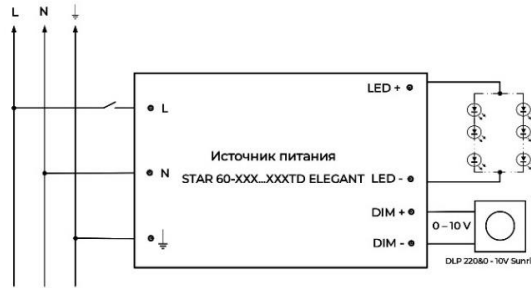 L N ⏚
LED +
L
Источник питания
N
STAR 60-XXX...XXXTD ELEGANT LED -
DIM +
0–10 V
⏚
DIM -
DLP 220&0 - 10V Sunri